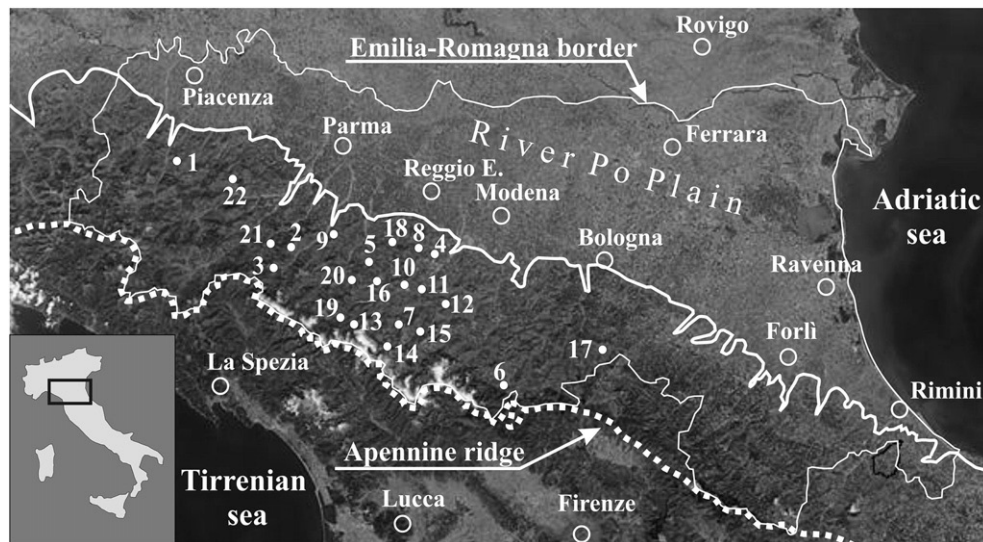 Rovigo
Emilia-Romagna border
Piacenza
Parma
Ferrara
River Po Plain
1
Reggio E.
22
Modena
Adriatic
sea
21
2
9
5
18
8
4
Bologna
3
20
16
10
11
Ravenna
12
19
13
7
15
14
17
Forlì
La Spezia
6
Rimini
Apennine ridge
Tirrenian
sea
Lucca
Firenze